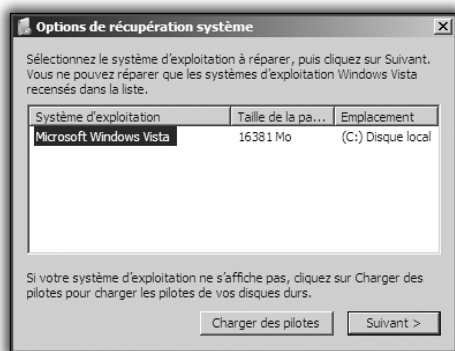 Options de récupération système
Sélectionnez le système d'exploitation à réparer, puis cliquez sur Suivant.
Vous ne pouvez réparer que les systèmes d'exploitation Windows Vista
recensés dans la liste.
Système d'exploitation Taille de la pa... Emplacement
Microsoft Windows Vista 16381 Mo (C:) Disque local
Si votre système d'exploitation ne s'affiche pas, cliquez sur Charger des
pilotes pour charger les pilotes de vos disques durs.
Charger des pilotes Suivant >